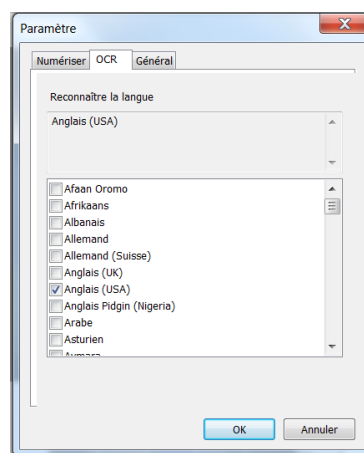 Paramètre
Numériser OCR Général
Reconnaître la langue
Anglais (USA)
Afaan Oromo
Afrikaans
Albanais
Allemand
Allemand (Suisse)
Anglais (UK)
Anglais (USA)
Anglais Pidgin (Nigeria)
Arabe
Asturien
Aymara
OK Annuler